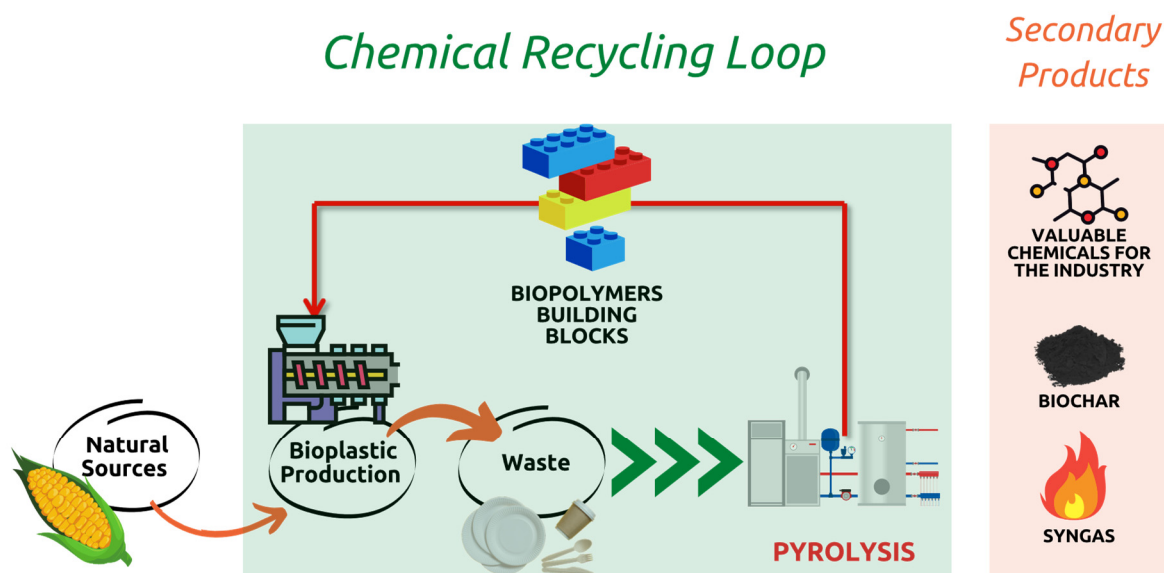 Chemical Recycling Loop
Secondary
Products
BIOPOLYMERS
BUILDING
BLOCKS
VALUABLE
CHEMICALS FOR
THE INDUSTRY
BIOCHAR
SYNGAS
Natural
Sources
Bioplastic
Production
Waste
PYROLYSIS